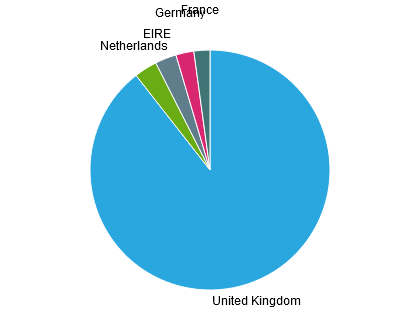 France
Germany
EIRE
Netherlands
United Kingdom